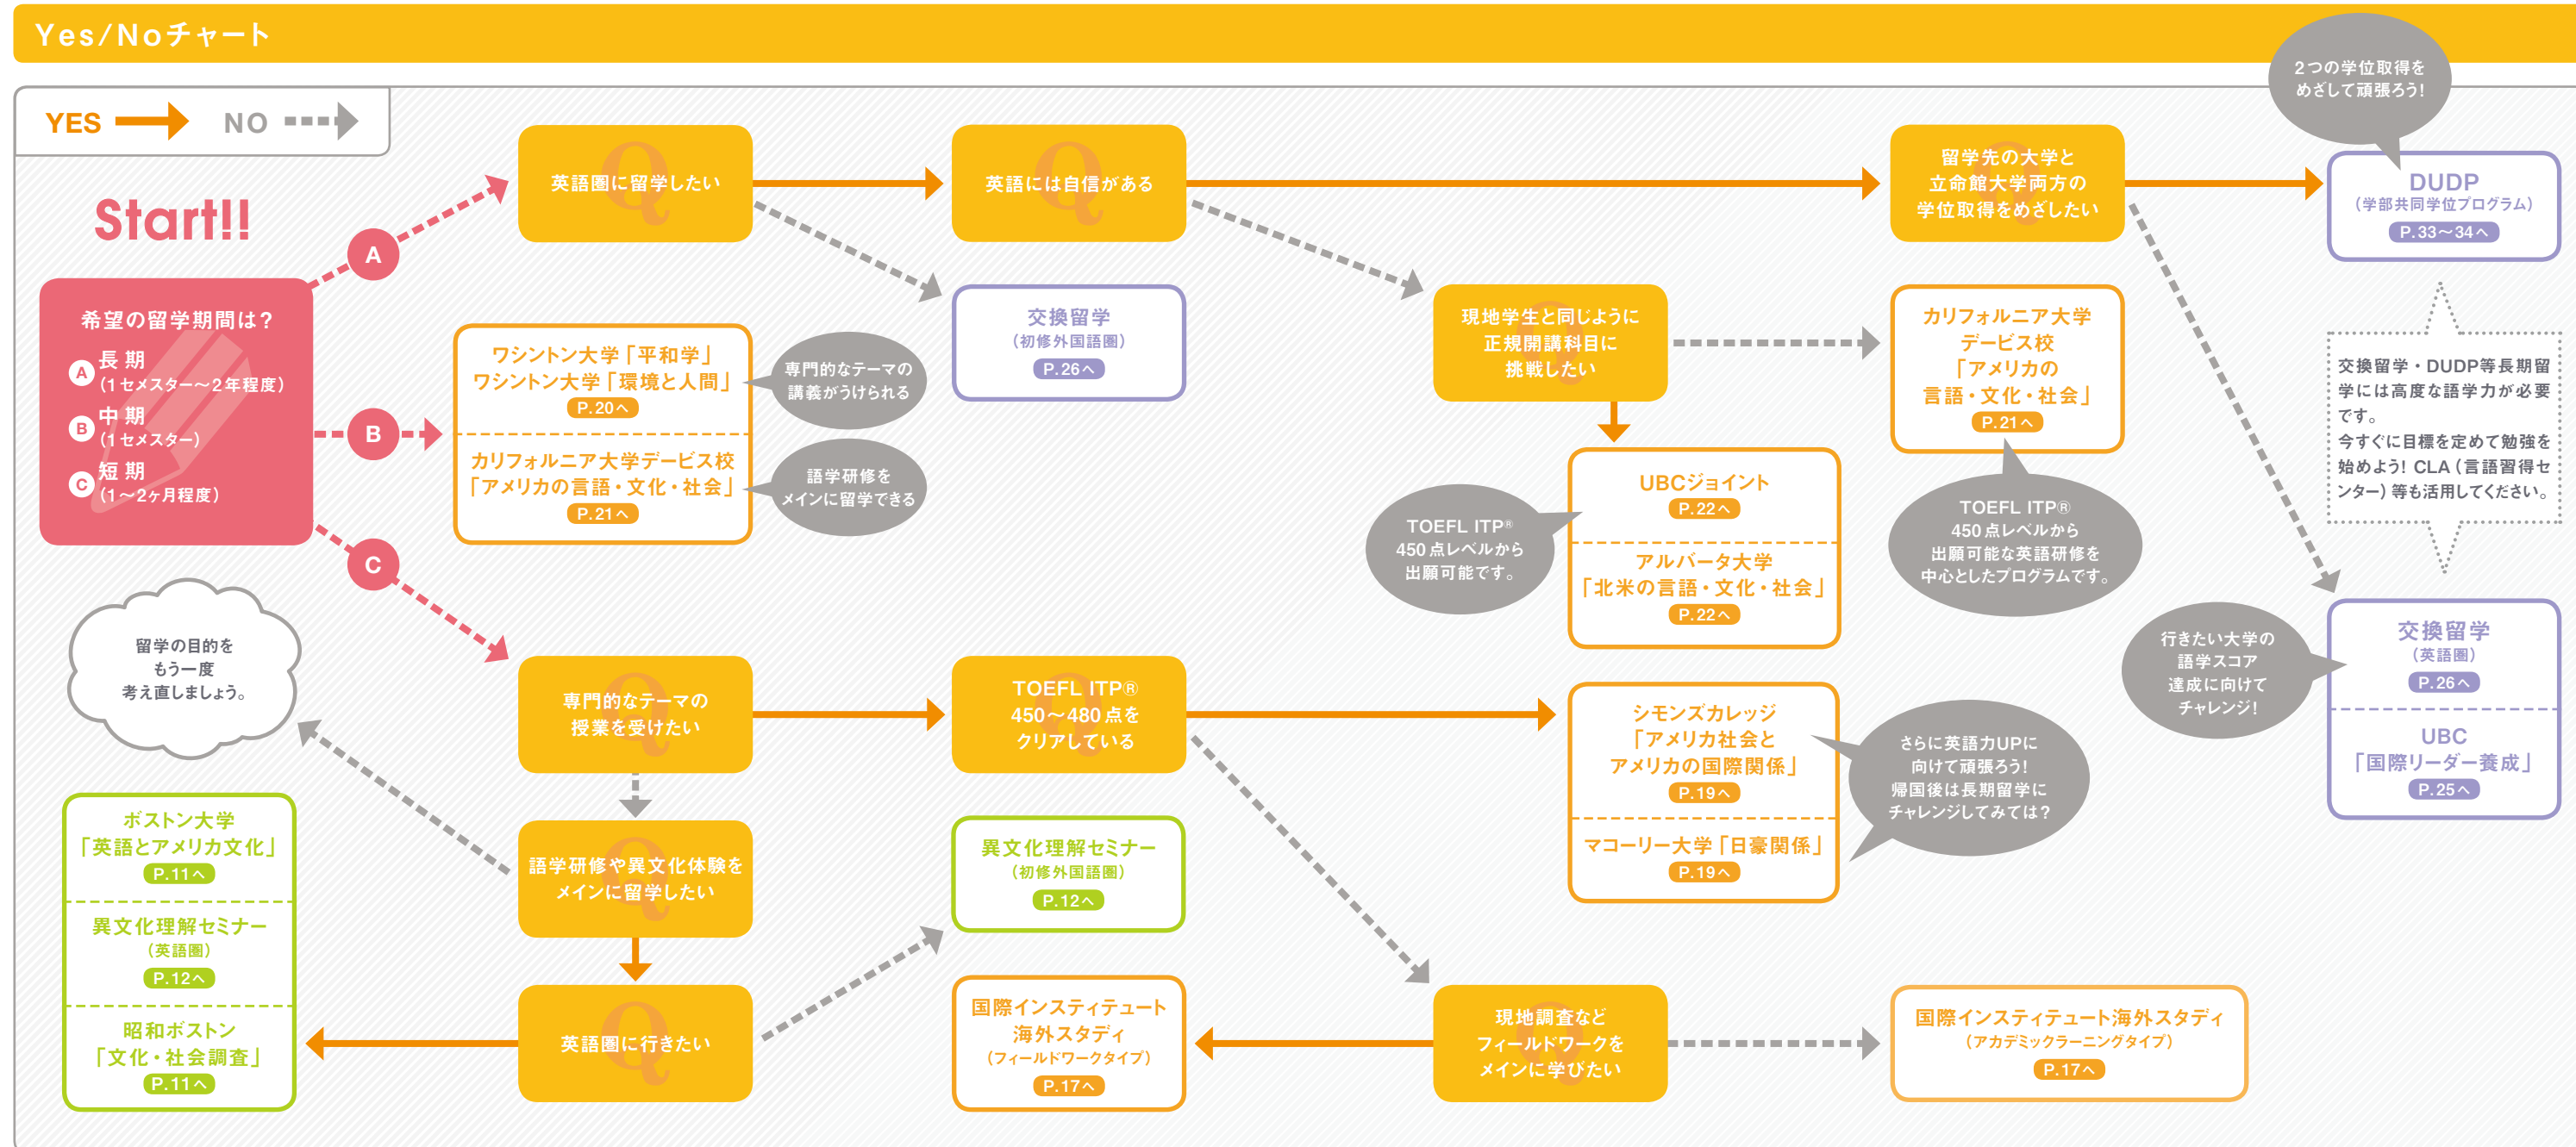 Yes/Noチャート
YES
NO
Start!!
希望の留学期間は?
A 長期
(1セメスター～2年程度)
B 中期
(1セメスター)
C 短期
(1～2ヶ月程度)
A
B
C
Q
英語圏に留学したい
Q
英語には自信がある
Q
留学先の大学と
立命館大学両方の
学位取得をめざしたい
2つの学位取得を
めざして頑張ろう!
DUDP
(学部共同学位プログラム)
P.33～34へ
交換留学
(初修外国語圏)
P.26へ
ワシントン大学「平和学」
ワシントン大学「環境と人間」
P.20へ
専門的なテーマの
講義がうけられる
カリフォルニア大学デービス校
「アメリカの言語・文化・社会」
P.21へ
語学研修を
メインに留学できる
Q
現地学生と同じように
正規開講科目に
挑戦したい
カリフォルニア大学
デービス校
「アメリカの
言語・文化・社会」
P.21へ
TOEFL ITP®
450点レベルから
出願可能な英語研修を
中心としたプログラムです。
UBCジョイント
P.22へ
アルバータ大学
「北米の言語・文化・社会」
P.22へ
TOEFL ITP®
450点レベルから
出願可能です。
交換留学・DUDP等長期留
学には高度な語学力が必要
です。
今すぐに目標を定めて勉強を
始めよう! CLA(言語習得セ
ンター)等も活用してください。
行きたい大学の
語学スコア
達成に向けて
チャレンジ!
交換留学
(英語圏)
P.26へ
UBC
「国際リーダー養成」
P.25へ
留学の目的を
もう一度
考え直しましょう。
Q
専門的なテーマの
授業を受けたい
Q
TOEFL ITP®
450～480点を
クリアしている
シモンズカレッジ
「アメリカ社会と
アメリカの国際関係」
P.19へ
マコーリー大学「日豪関係」
P.19へ
さらに英語力UPに
向けて頑張ろう!
帰国後は長期留学に
チャレンジしてみては?
Q
語学研修や異文化体験を
メインに留学したい
異文化理解セミナー
(初修外国語圏)
P.12へ
ボストン大学
「英語とアメリカ文化」
P.11へ
異文化理解セミナー
(英語圏)
P.12へ
昭和ボストン
「文化・社会調査」
P.11へ
Q
英語圏に行きたい
国際インスティテュート
海外スタディ
(フィールドワークタイプ)
P.17へ
Q
現地調査など
フィールドワークを
メインに学びたい
国際インスティテュート海外スタディ
(アカデミックラーニングタイプ)
P.17へ